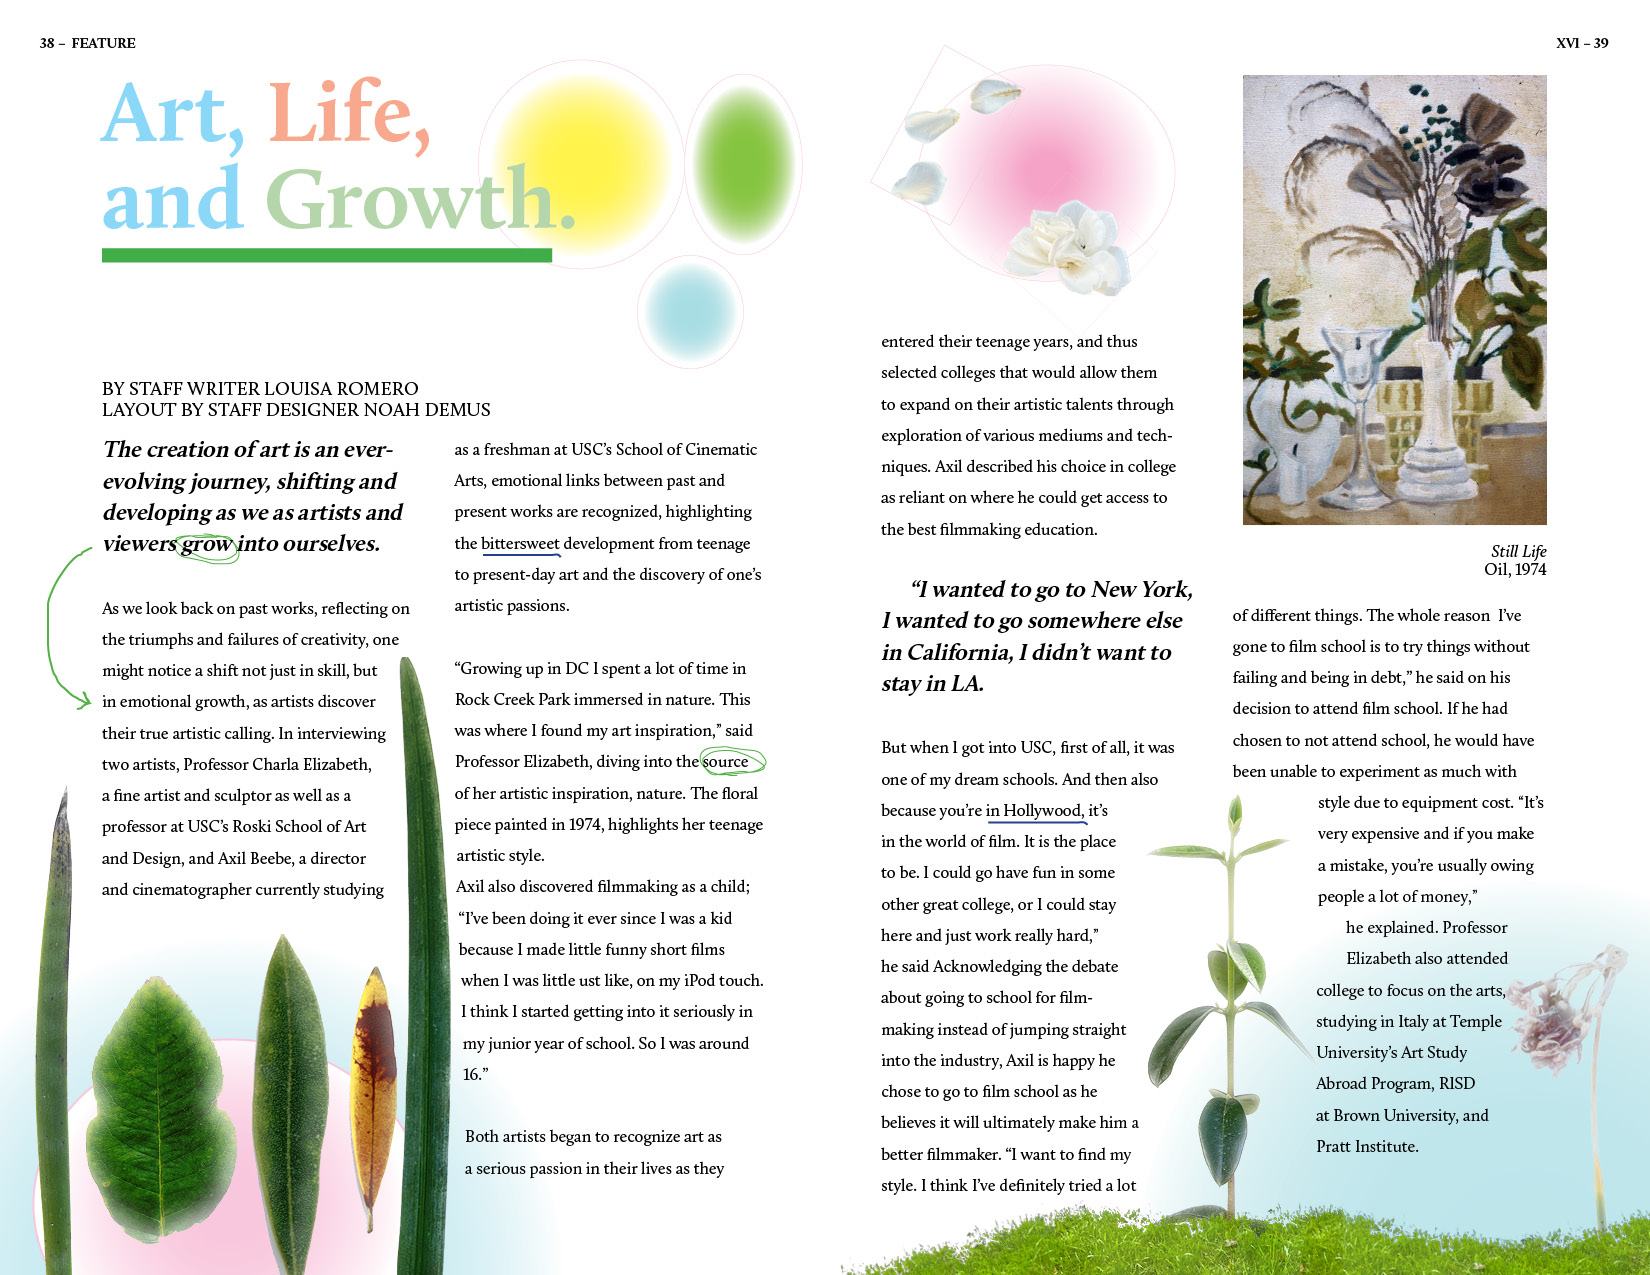 38 – FEATURE
Art, Life,
and Growth.
BY STAFF WRITER LOUISA ROMERO
LAYOUT BY STAFF DESIGNER NOAH DEMUS
The creation of art is an ever-
evolving journey, shifting and
developing as we as artists and
viewers grow into ourselves.
As we look back on past works, reflecting on
the triumphs and failures of creativity, one
might notice a shift not just in skill, but
in emotional growth, as artists discover
their true artistic calling. In interviewing
two artists, Professor Charla Elizabeth,
a fine artist and sculptor as well as a
professor at USC’s Roski School of Art
and Design, and Axil Beebe, a director
and cinematographer currently studying
as a freshman at USC’s School of Cinematic
Arts, emotional links between past and
present works are recognized, highlighting
the bittersweet development from teenage
to present-day art and the discovery of one’s
artistic passions.
“Growing up in DC I spent a lot of time in
Rock Creek Park immersed in nature. This
was where I found my art inspiration,” said
Professor Elizabeth, diving into the source
of her artistic inspiration, nature. The floral
piece painted in 1974, highlights her teenage
artistic style.
Axil also discovered filmmaking as a child;
“I’ve been doing it ever since I was a kid
because I made little funny short films
when I was little ust like, on my iPod touch.
I think I started getting into it seriously in
my junior year of school. So I was around
16.”
Both artists began to recognize art as
a serious passion in their lives as they
XVI – 39
entered their teenage years, and thus
selected colleges that would allow them
to expand on their artistic talents through
exploration of various mediums and tech-
niques. Axil described his choice in college
as reliant on where he could get access to
the best filmmaking education.
“I wanted to go to New York,
I wanted to go somewhere else
in California, I didn’t want to
stay in LA.
But when I got into USC, first of all, it was
one of my dream schools. And then also
because you’re in Hollywood, it’s
in the world of film. It is the place
to be. I could go have fun in some
other great college, or I could stay
here and just work really hard,”
he said Acknowledging the debate
about going to school for film-
making instead of jumping straight
into the industry, Axil is happy he
chose to go to film school as he
believes it will ultimately make him a
better filmmaker. “I want to find my
style. I think I’ve definitely tried a lot
Still Life
Oil, 1974
of different things. The whole reason I’ve
gone to film school is to try things without
failing and being in debt,” he said on his
decision to attend film school. If he had
chosen to not attend school, he would have
been unable to experiment as much with
style due to equipment cost. “It’s
very expensive and if you make
a mistake, you’re usually owing
people a lot of money,”
he explained. Professor
Elizabeth also attended
college to focus on the arts,
studying in Italy at Temple
University’s Art Study
Abroad Program, RISD
at Brown University, and
Pratt Institute.